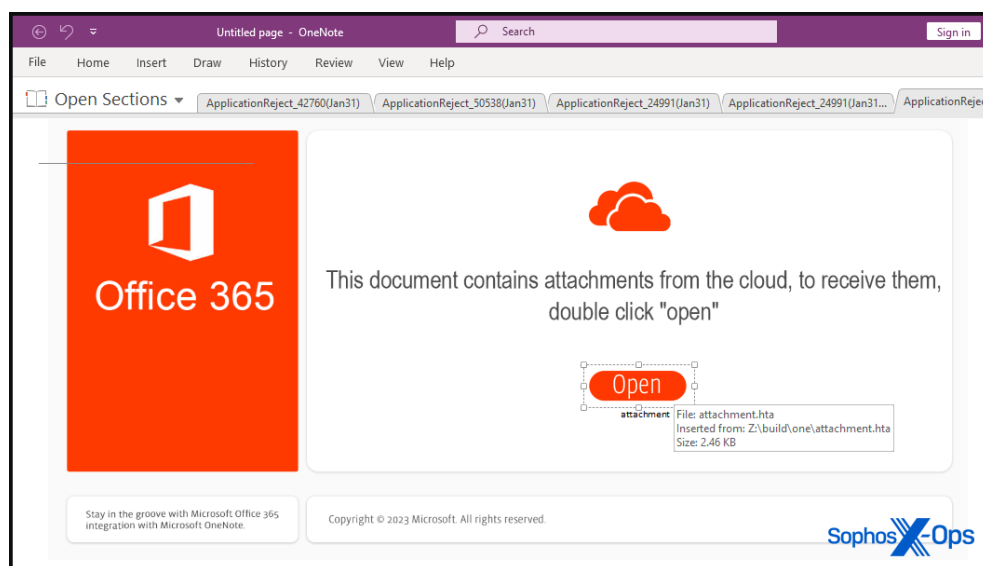 Untitled page - OneNote
Search
Sign in
File Home Insert Draw History Review View Help
Open Sections ApplicationReject_42760(Jan31) ApplicationReject_50538(Jan31) ApplicationReject_24991(Jan31) ApplicationReject_24991(Jan31... ApplicationReje
Office 365
This document contains attachments from the cloud, to receive them,
double click "open"
Open
attachment
File: attachment.hta
Inserted from: Z:\build\one\attachment.hta
Size: 2.46 KB
Stay in the groove with Microsoft Office 365
integration with Microsoft OneNote.
Copyright © 2023 Microsoft. All rights reserved.
Sophos X-Ops